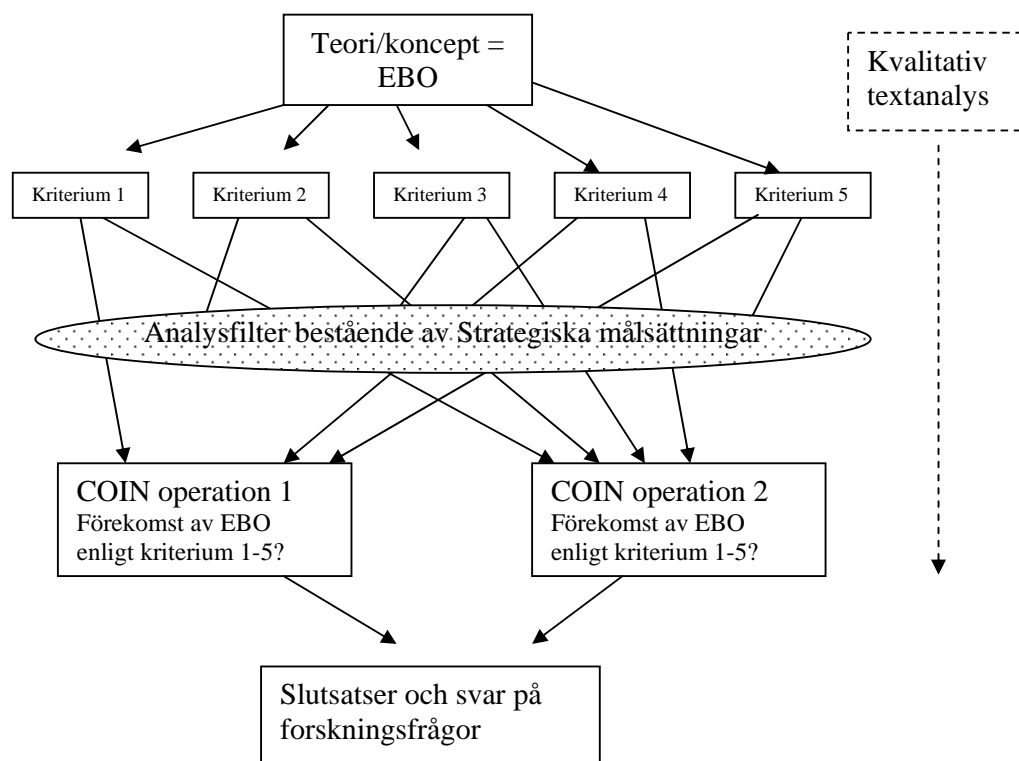 Teori/koncept =
EBO
Kvalitativ
textanalys
Kriterium 1
Kriterium 2
Kriterium 3
Kriterium 4
Kriterium 5
Analysfilter bestående av Strategiska målsättningar
COIN operation 1
Förekomst av EBO
enligt kriterium 1-5?
COIN operation 2
Förekomst av EBO
enligt kriterium 1-5?
Slutsatser och svar på
forskningsfrågor